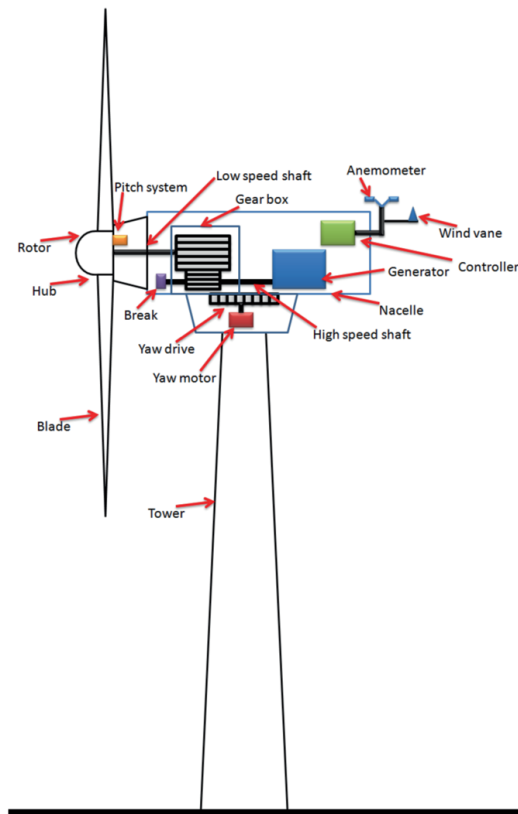 Anemometer
Low speed shaft
Pitch system
Gear box
Wind vane
Rotor
Controller
Generator
Hub
Break
Nacelle
High speed shaft
Yaw drive
Yaw motor
Blade
Tower